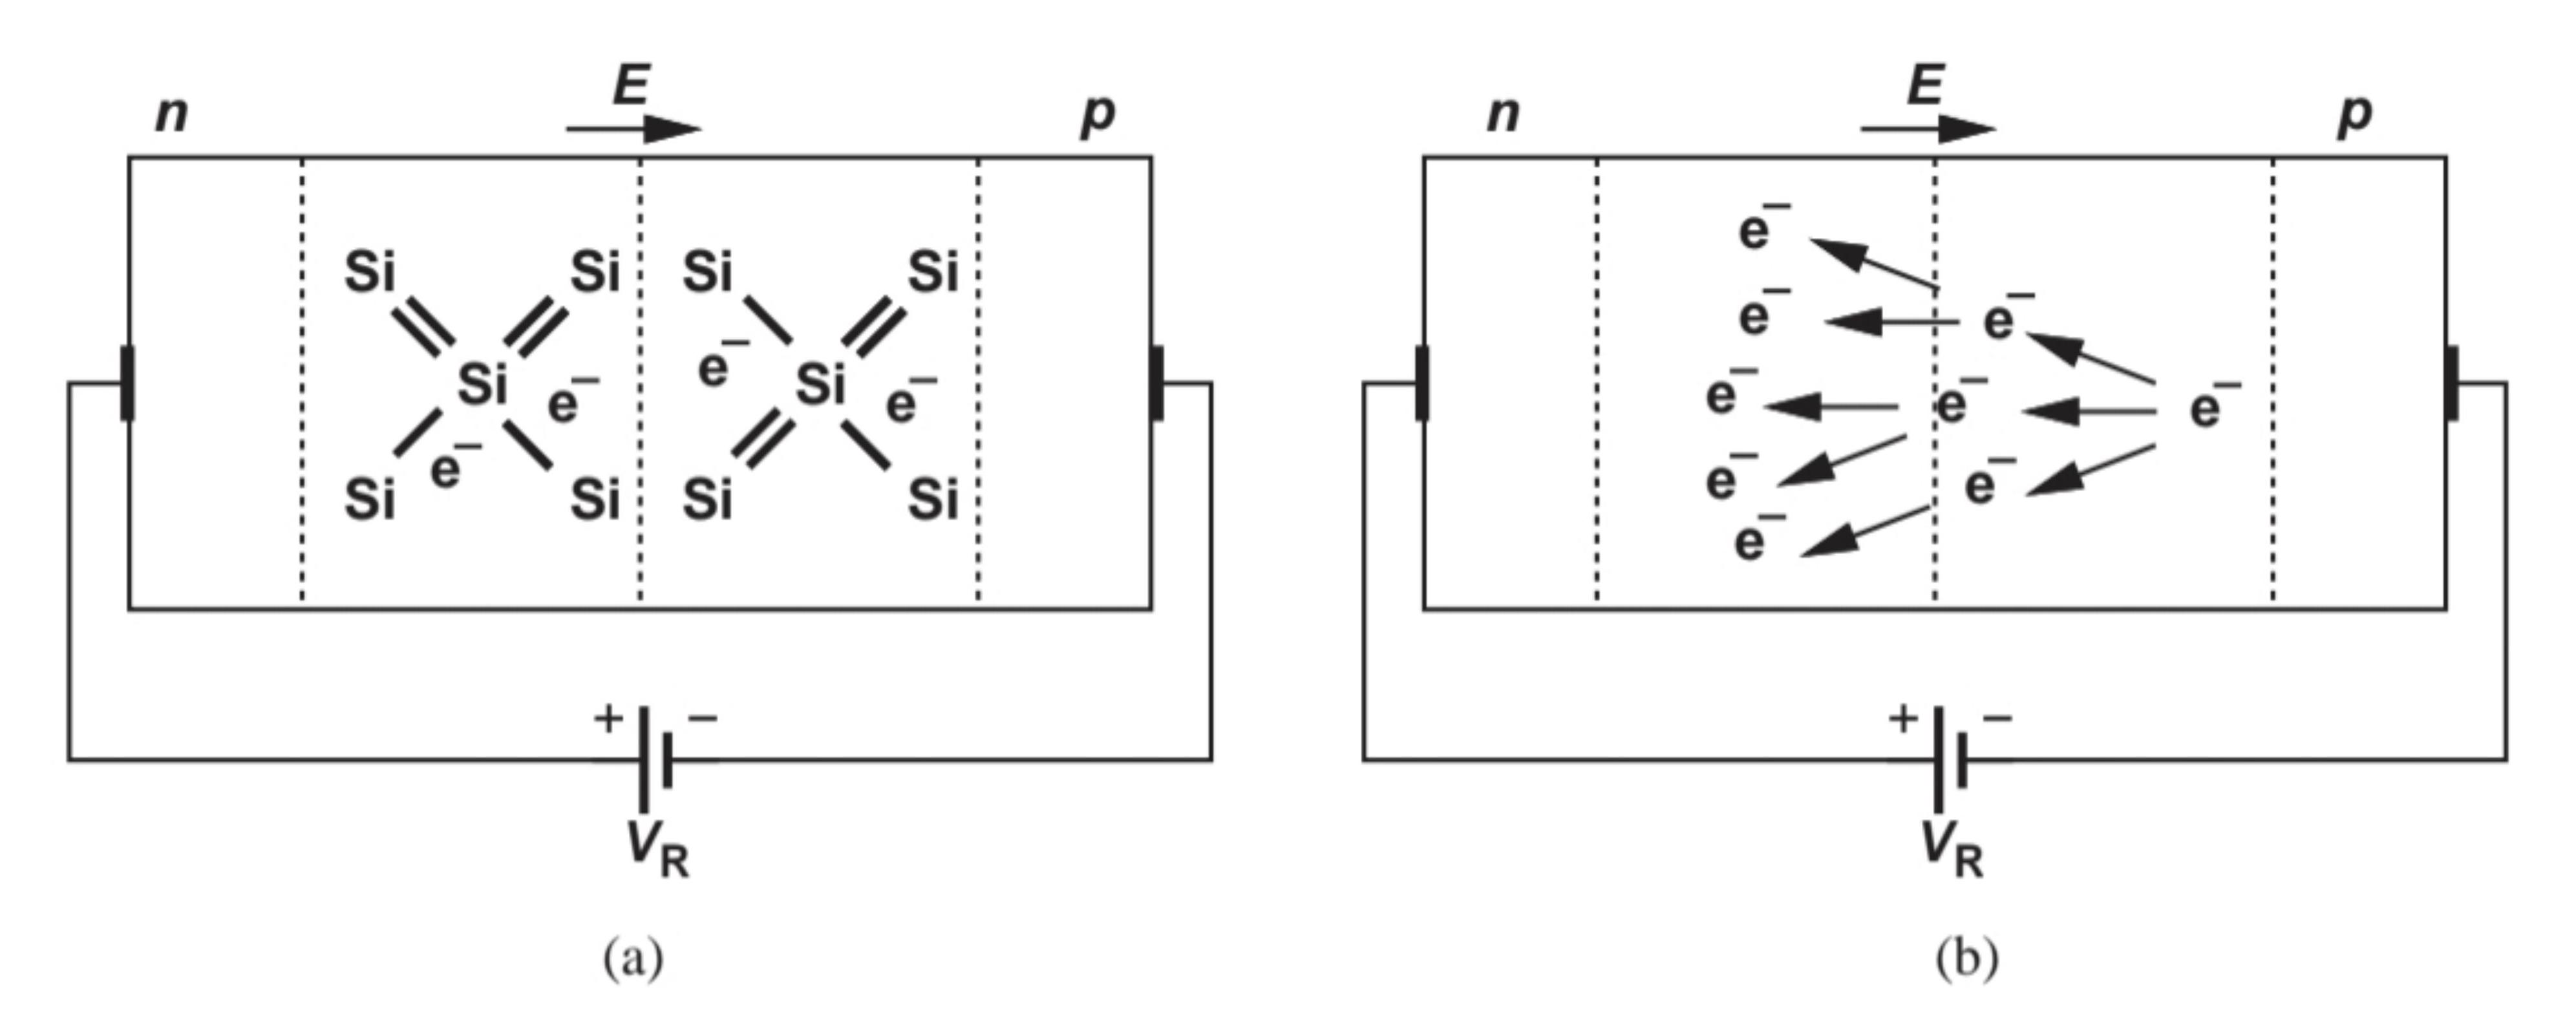 E E
n p n p
Si Si Si Si e⁻
e⁻ e⁻
e⁻ Si Si e⁻ e⁻ e⁻ e⁻ e⁻
e⁻ e⁻ e⁻
Si Si Si Si e⁻
+ − + −
V_R V_R
(a) (b)